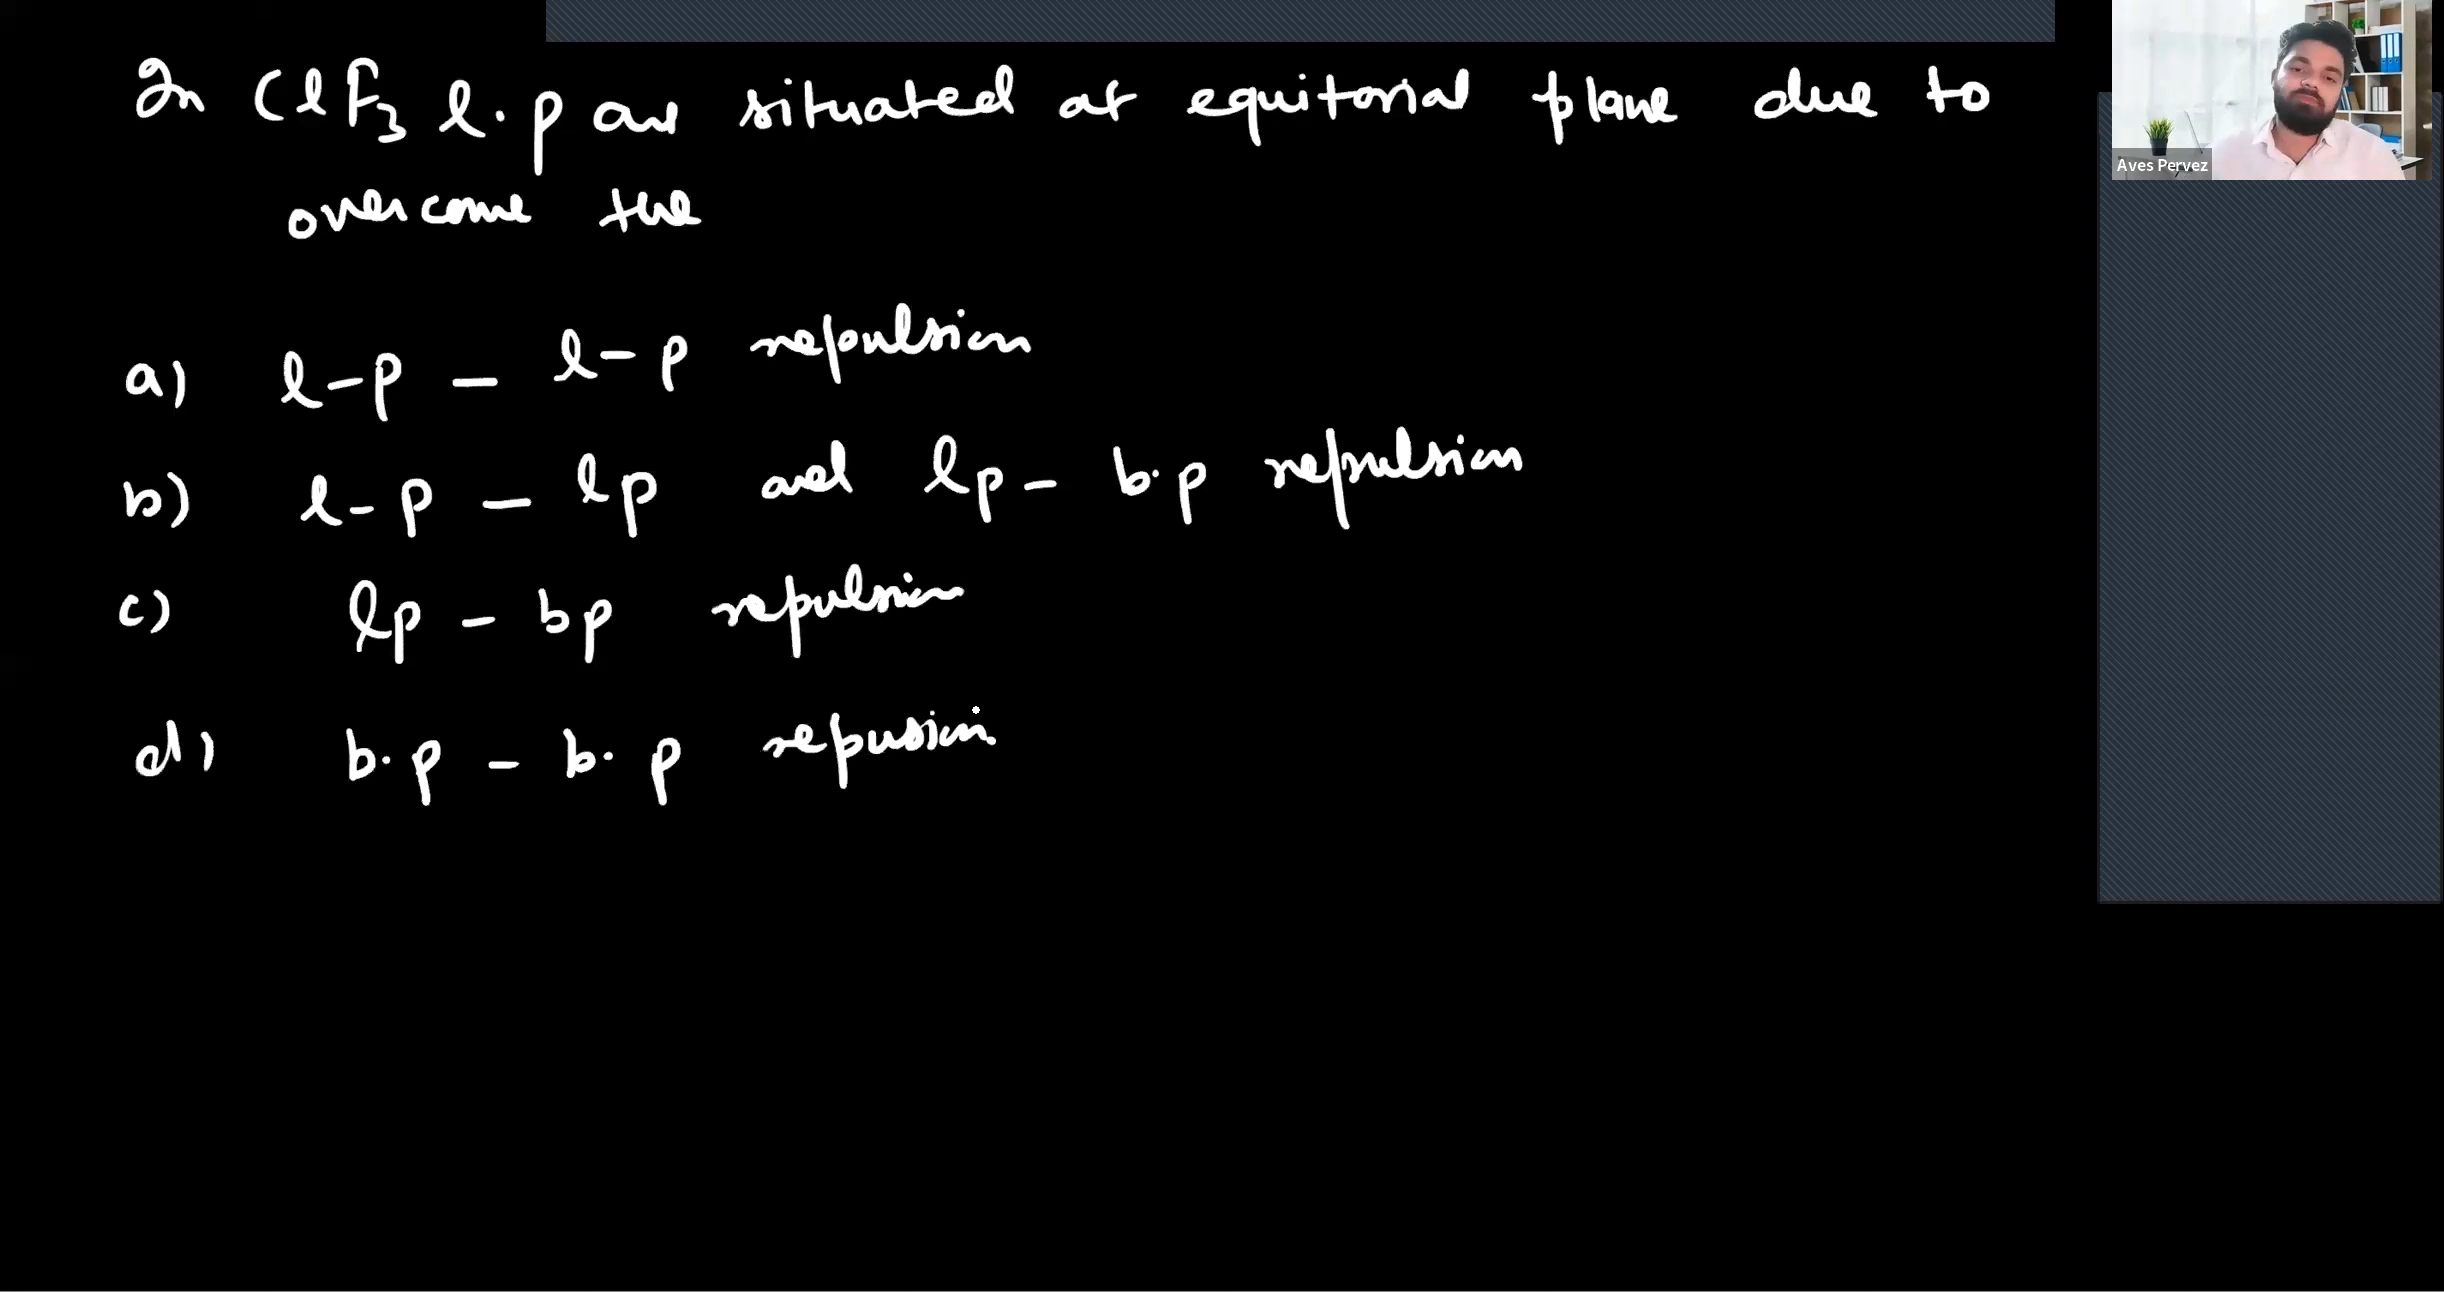 In ClF3 l.p are situated at equitorial plane due to
Aves Pervez
overcome the
a) l-p - l-p repulsion
b) l-p - lp and lp - b.p repulsion
c) lp - bp repulsion
d) b.p - b.p repusion